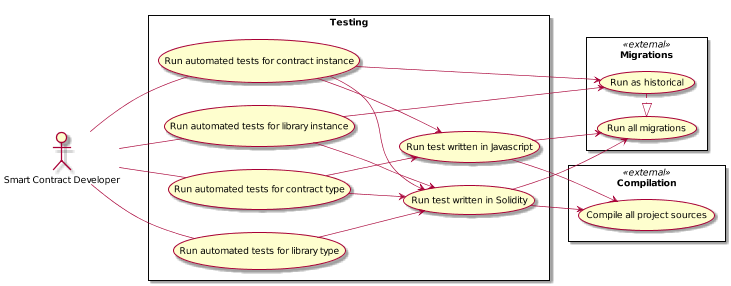 Testing
Run automated tests for contract instance
Run automated tests for library instance
Run automated tests for contract type
Run automated tests for library type
Run test written in Javascript
Run test written in Solidity
Smart Contract Developer
«external»
Migrations
Run as historical
Run all migrations
«external»
Compilation
Compile all project sources